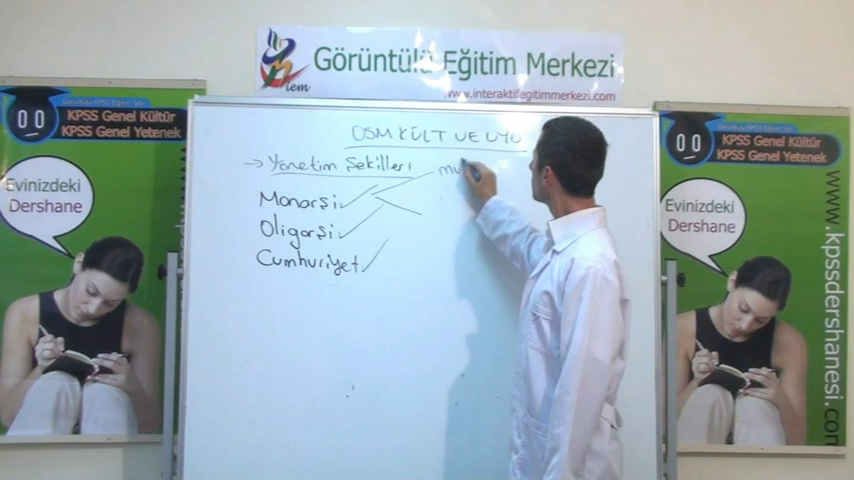 Görüntülü Eğitim Merkezi
iem
www.interaktifegitimmerkezi.com
KPSS Genel Kültür
KPSS Genel Yetenek
Evinizdeki
Dershane
OSM KÜLT VE UYG
→ Yönetim Şekilleri
mu
Monarşi
Oligarşi
Cumhuriyet
KPSS Genel Kültür
KPSS Genel Yetenek
Evinizdeki
Dershane
www.kpssdershanesi.com